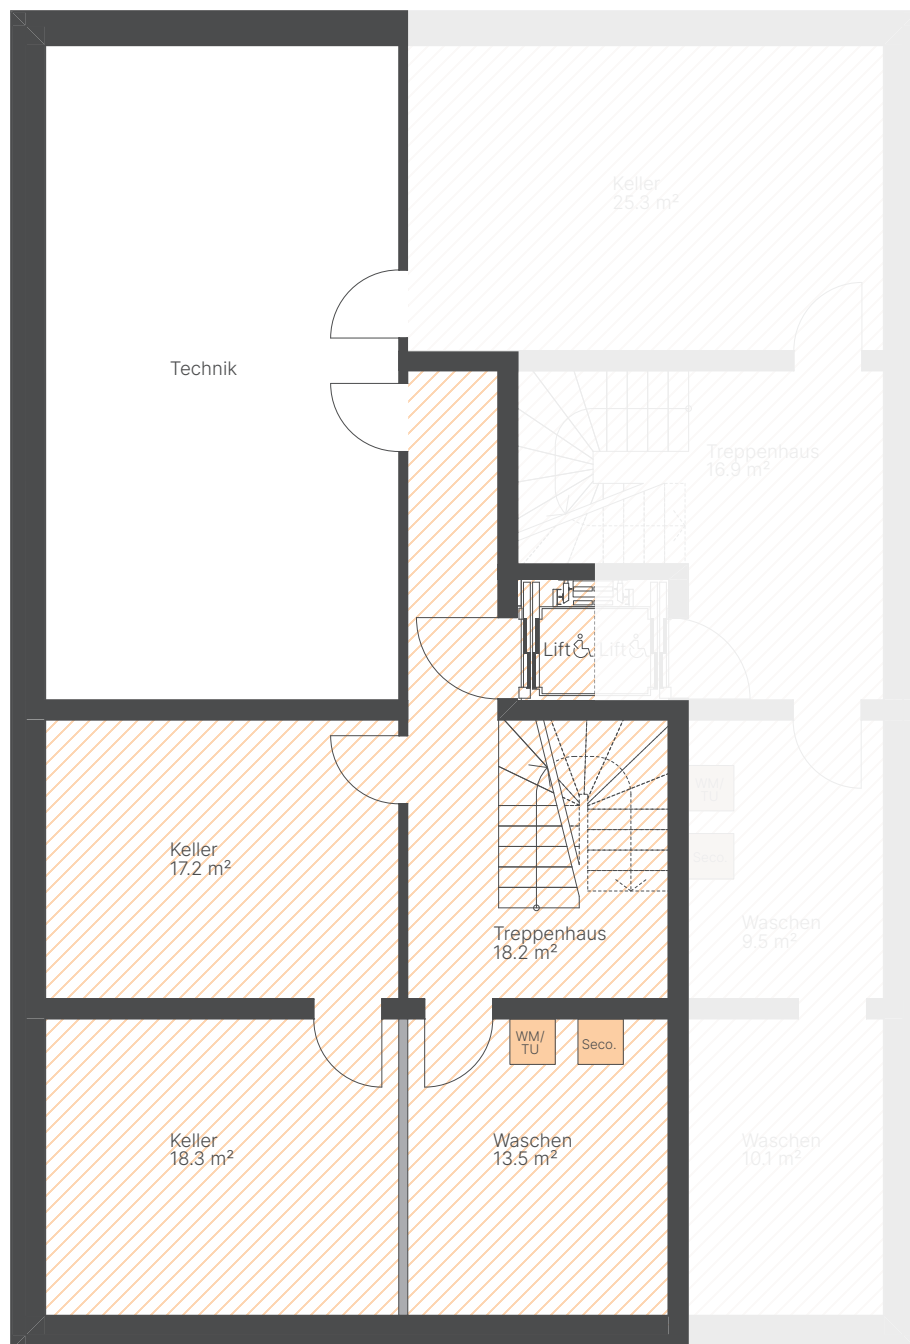 Keller
25.3 m²
Technik
Treppenhaus
16.9 m²
Lift
Lift
WM/
TU
Seco.
Keller
17.2 m²
Treppenhaus
18.2 m²
Waschen
9.5 m²
WM/
TU
Seco.
Keller
18.3 m²
Waschen
13.5 m²
Waschen
10.1 m²